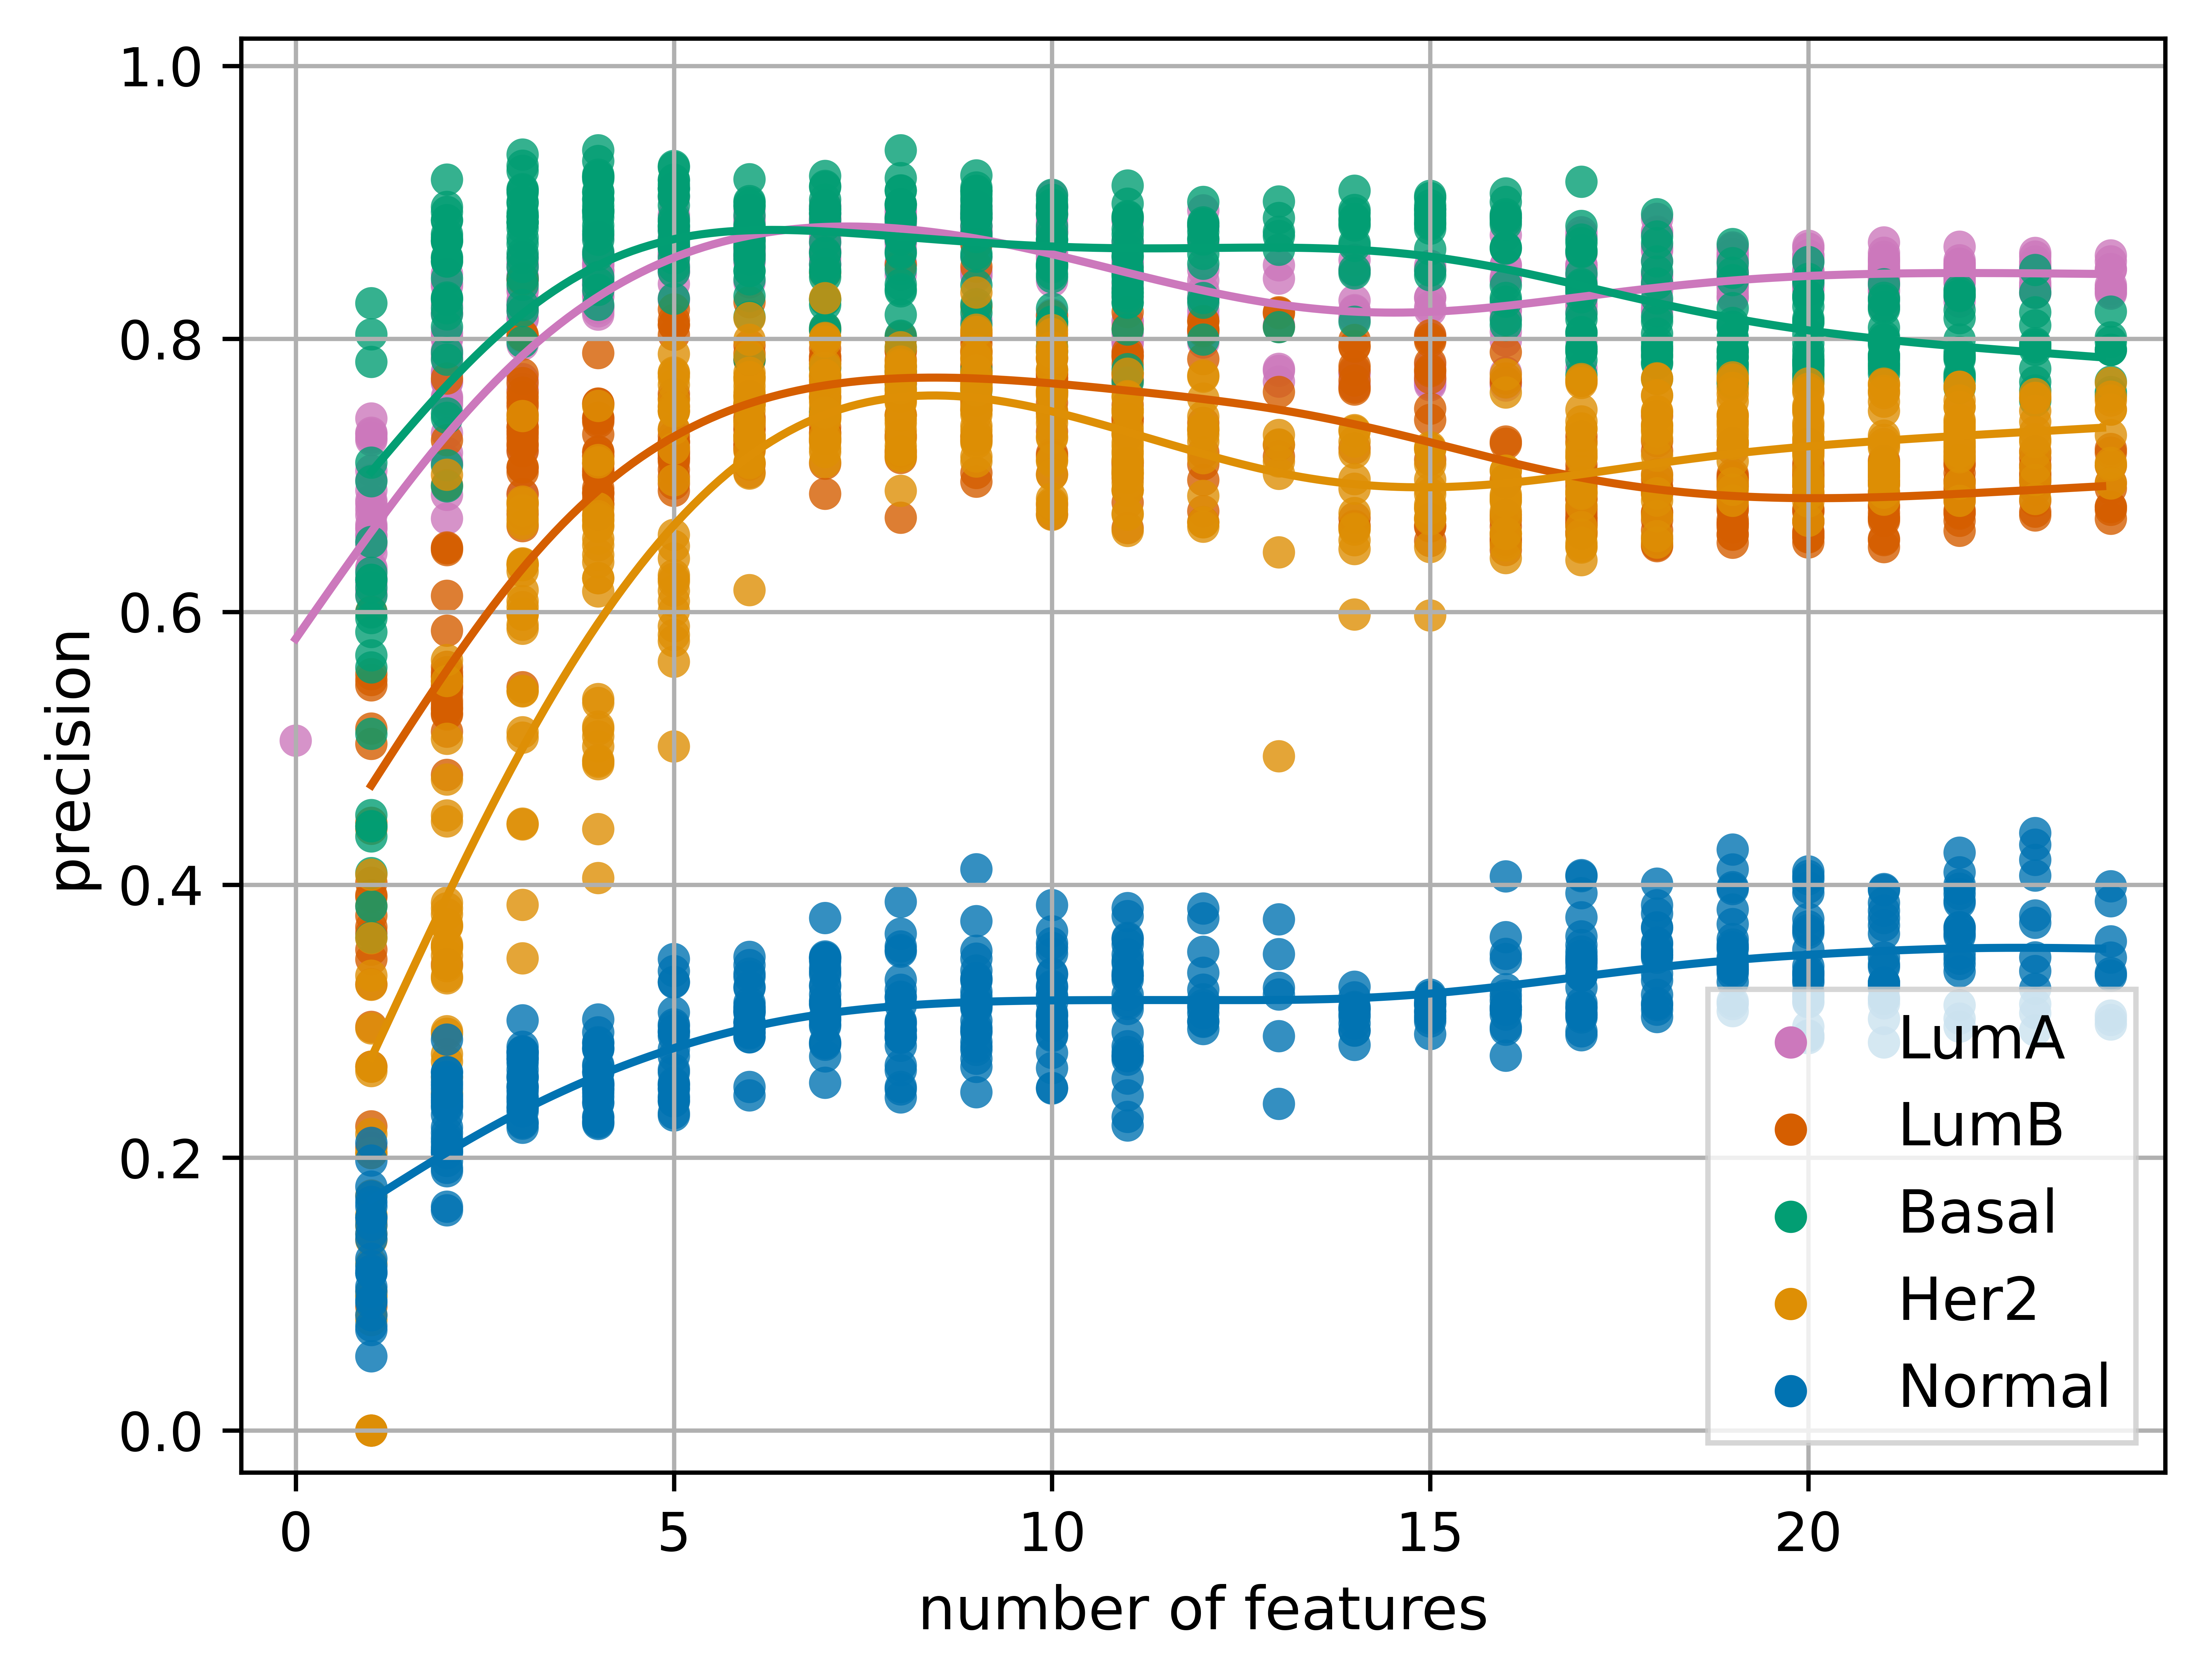 1.0
0.8
0.6
0.4
0.2
0.0
precision
0 5 10 15 20
number of features
LumA
LumB
Basal
Her2
Normal